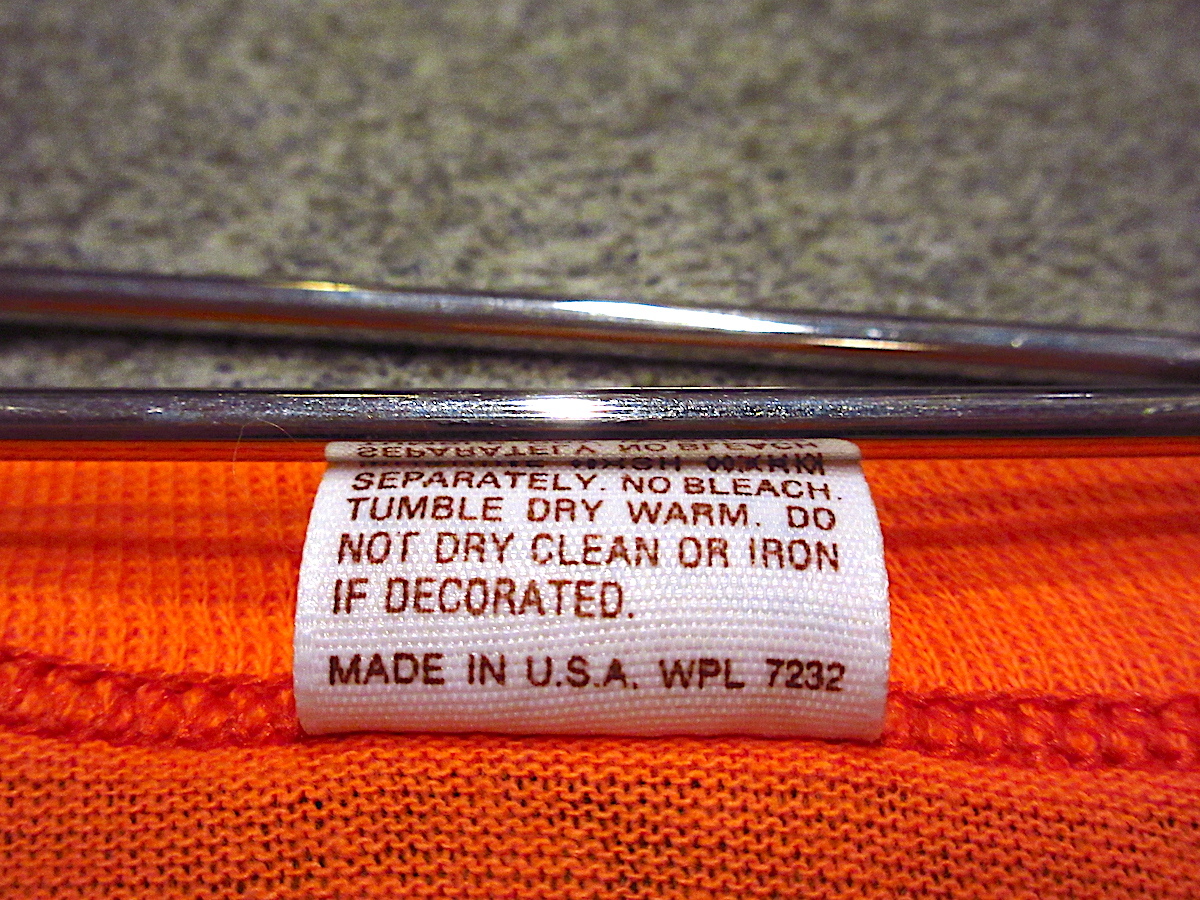 SEPARATELY. NO BLEACH.
TUMBLE DRY WARM. DO
NOT DRY CLEAN OR IRON
IF DECORATED.
MADE IN U.S.A. WPL 7232